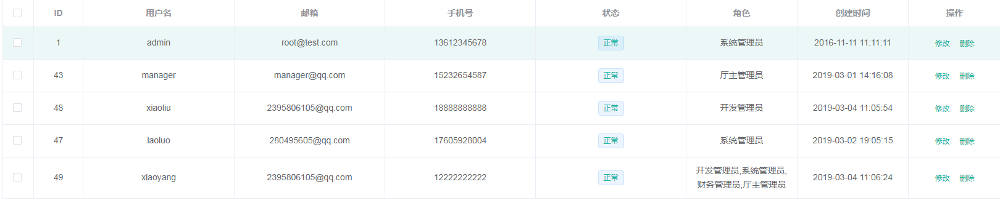 ID 用户名 邮箱 手机号 状态 角色 创建时间 操作
1 admin root@test.com 13612345678 正常 系统管理员 2016-11-11 11:11:11 修改 删除
43 manager manager@qq.com 15232654587 正常 厅主管理员 2019-03-01 14:16:08 修改 删除
48 xiaoliu 2395806105@qq.com 18888888888 正常 开发管理员 2019-03-04 11:05:54 修改 删除
47 laoluo 280495605@qq.com 17605928004 正常 系统管理员 2019-03-02 19:05:15 修改 删除
开发管理员,系统管理员,
49 xiaoyang 2395806105@qq.com 12222222222 正常 2019-03-04 11:06:24 修改 删除
财务管理员,厅主管理员